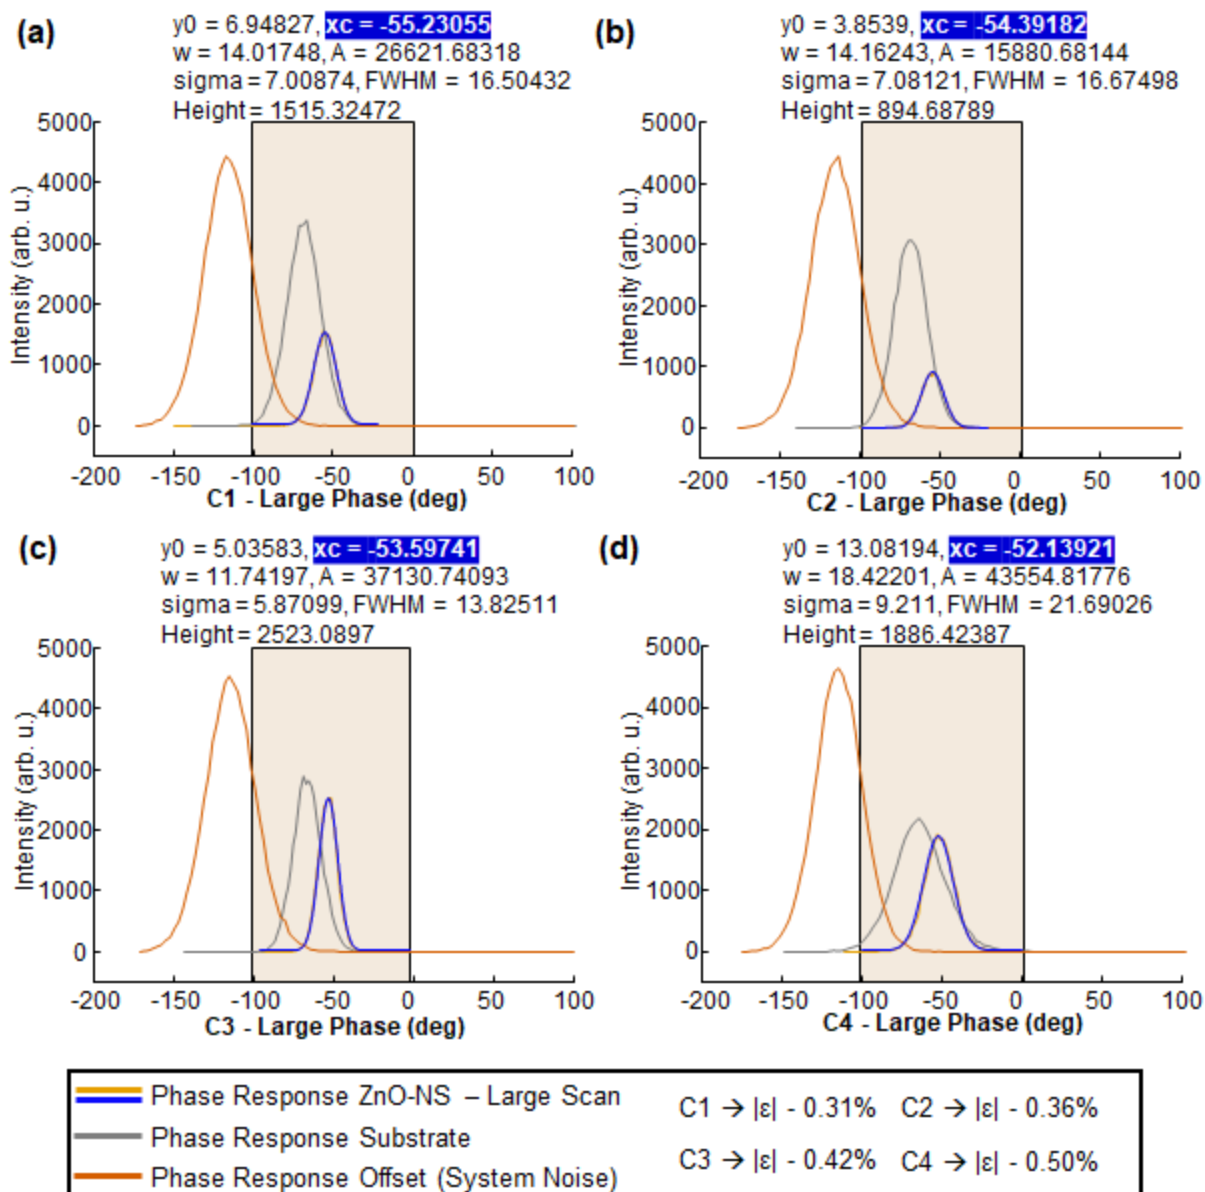 (a)
y0 = 6.94827, xc = -55.23055
w = 14.01748, A = 26621.68318
sigma = 7.00874, FWHM = 16.50432
Height = 1515.32472
5000
4000
3000
2000
1000
0
Intensity (arb. u.)
-200 -150 -100 -50 0 50 100
C1 - Large Phase (deg)
(b)
y0 = 3.8539, xc = -54.39182
w = 14.16243, A = 15880.68144
sigma = 7.08121, FWHM = 16.67498
Height = 894.68789
5000
4000
3000
2000
1000
0
Intensity (arb. u.)
-200 -150 -100 -50 0 50 100
C2 - Large Phase (deg)
(c)
y0 = 5.03583, xc = -53.59741
w = 11.74197, A = 37130.74093
sigma = 5.87099, FWHM = 13.82511
Height = 2523.0897
5000
4000
3000
2000
1000
0
Intensity (arb. u.)
-200 -150 -100 -50 0 50 100
C3 - Large Phase (deg)
(d)
y0 = 13.08194, xc = -52.13921
w = 18.42201, A = 43554.81776
sigma = 9.211, FWHM = 21.69026
Height = 1886.42387
5000
4000
3000
2000
1000
0
Intensity (arb. u.)
-200 -150 -100 -50 0 50 100
C4 - Large Phase (deg)
Phase Response ZnO-NS – Large Scan
Phase Response Substrate
Phase Response Offset (System Noise)
C1 → |ε| - 0.31% C2 → |ε| - 0.36%
C3 → |ε| - 0.42% C4 → |ε| - 0.50%